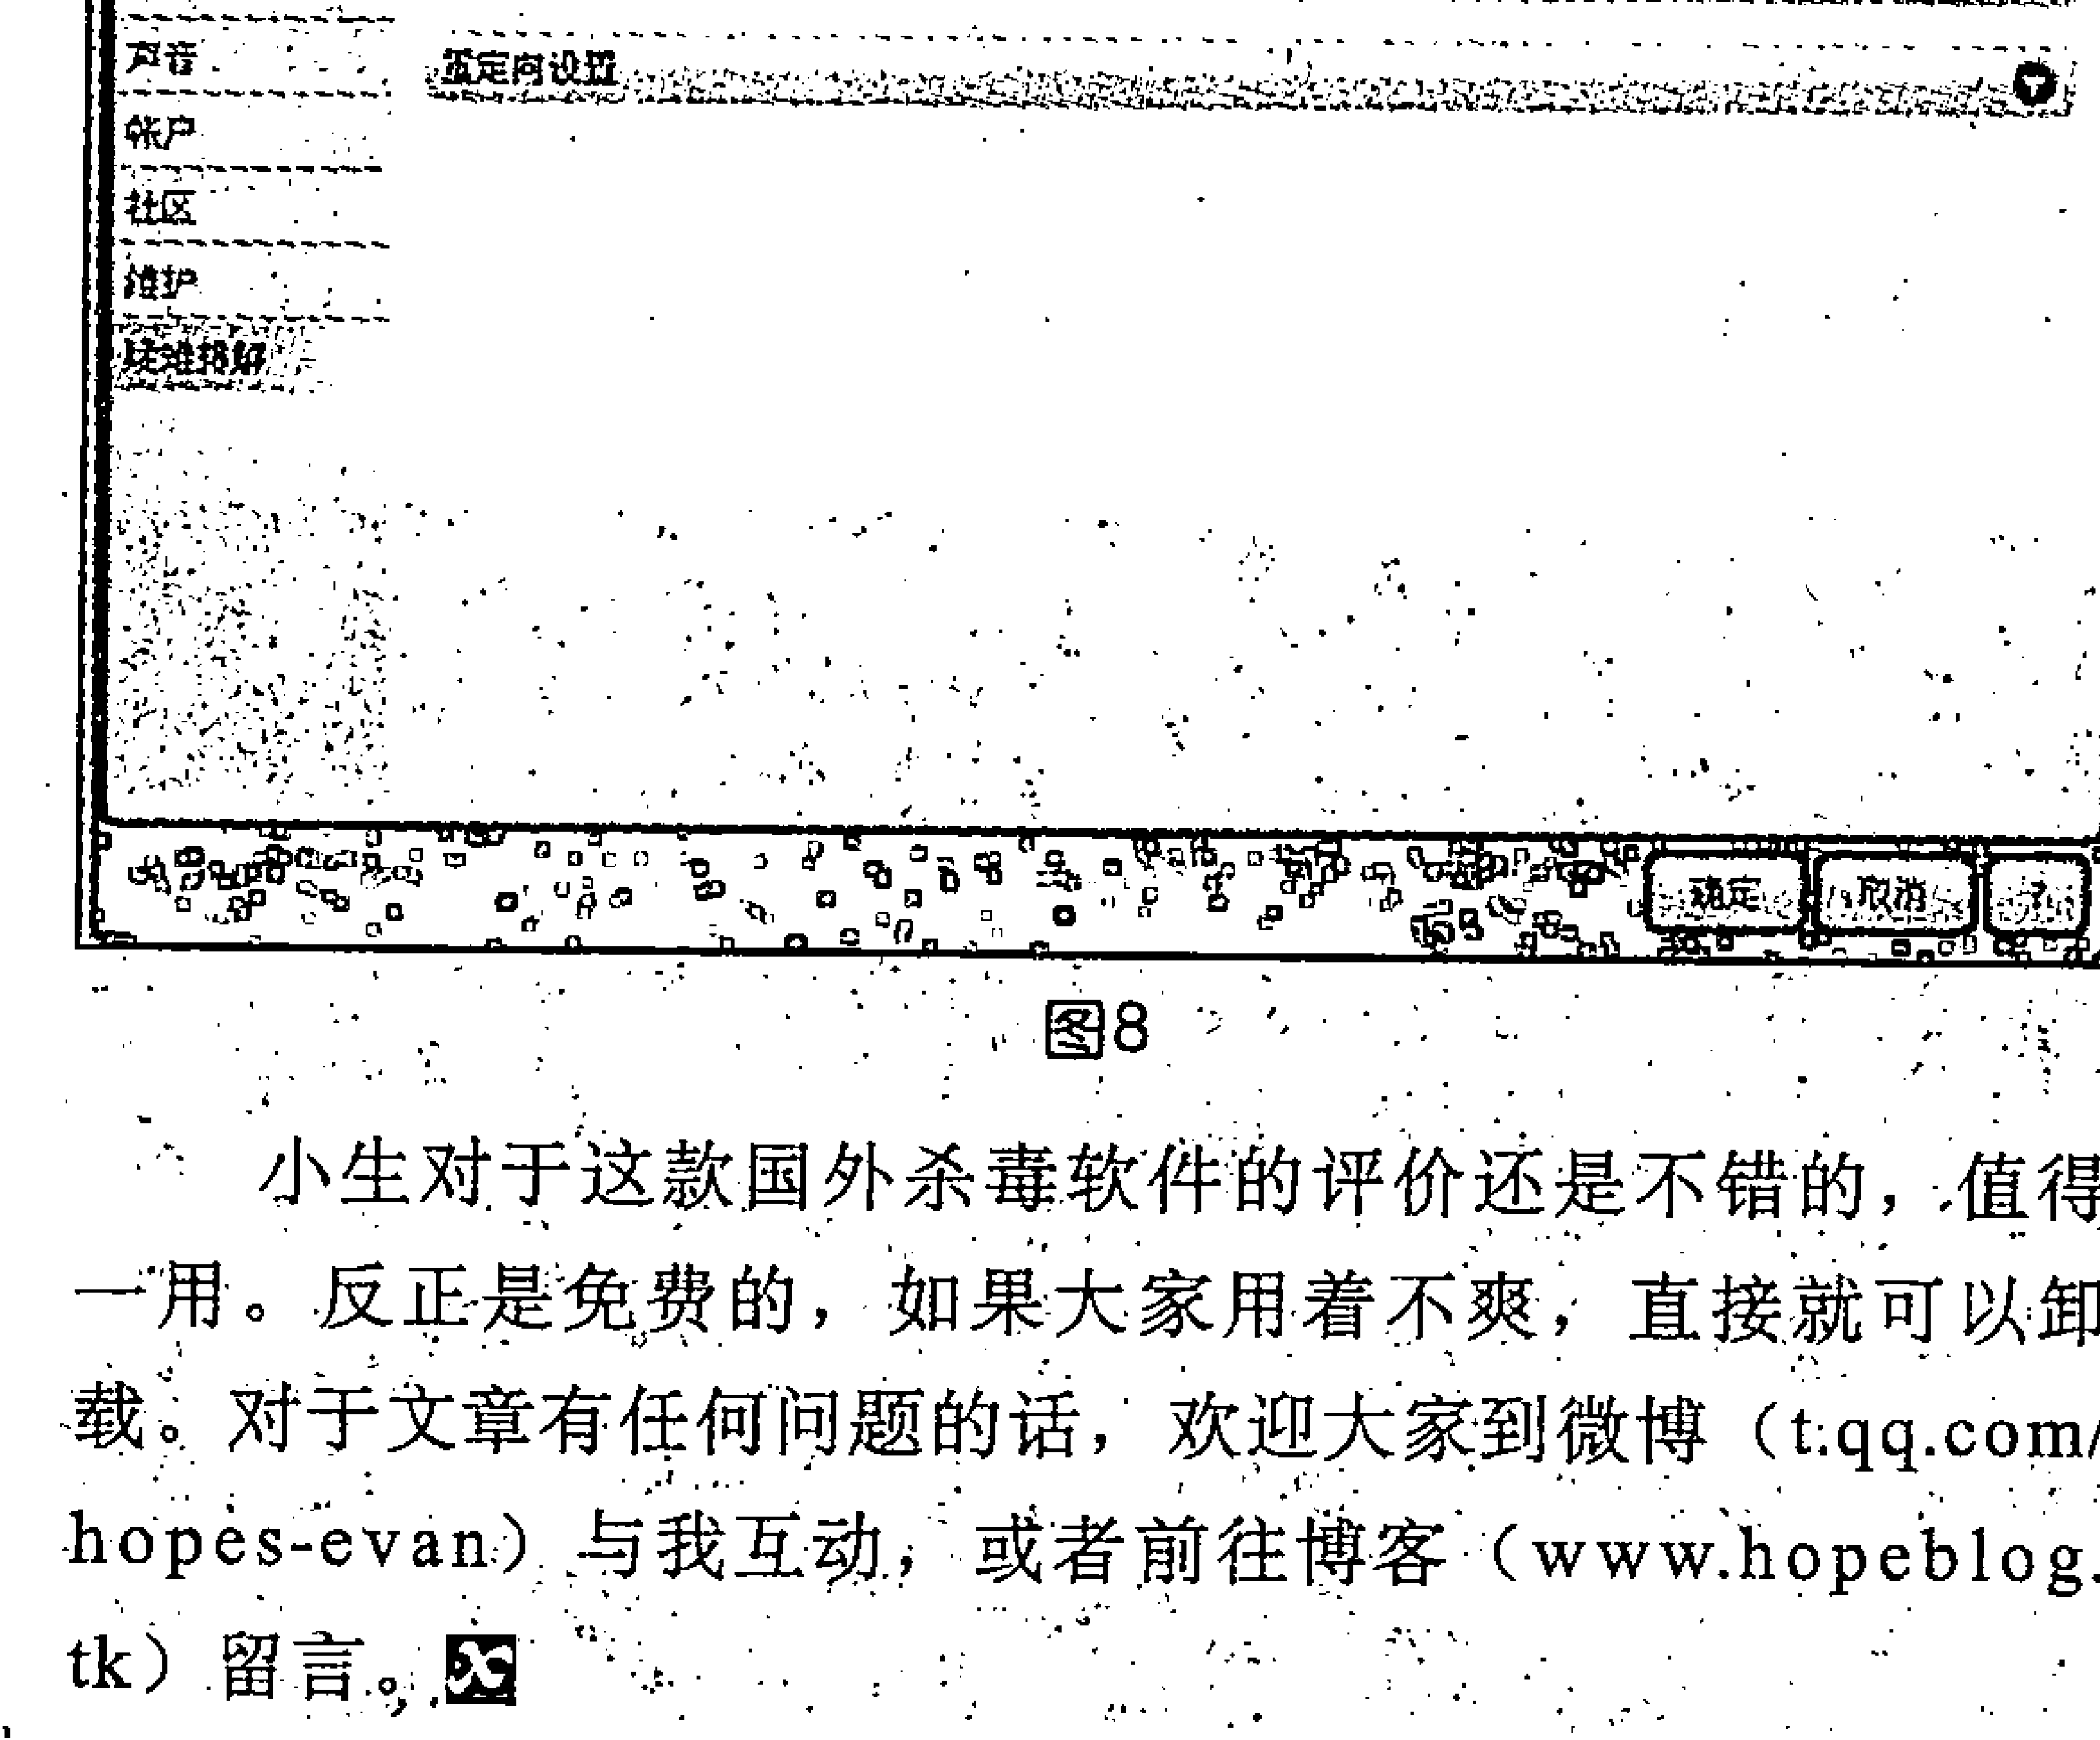 声音
重定向设置
帐户
社区
维护
疑难排解
确定 取消 ?
图8
小生对于这款国外杀毒软件的评价还是不错的，值得
一用。反正是免费的，如果大家用着不爽，直接就可以卸
载。对于文章有任何问题的话，欢迎大家到微博（t.qq.com/
hopes-evan）与我互动，或者前往博客（www.hopeblog.
tk）留言。